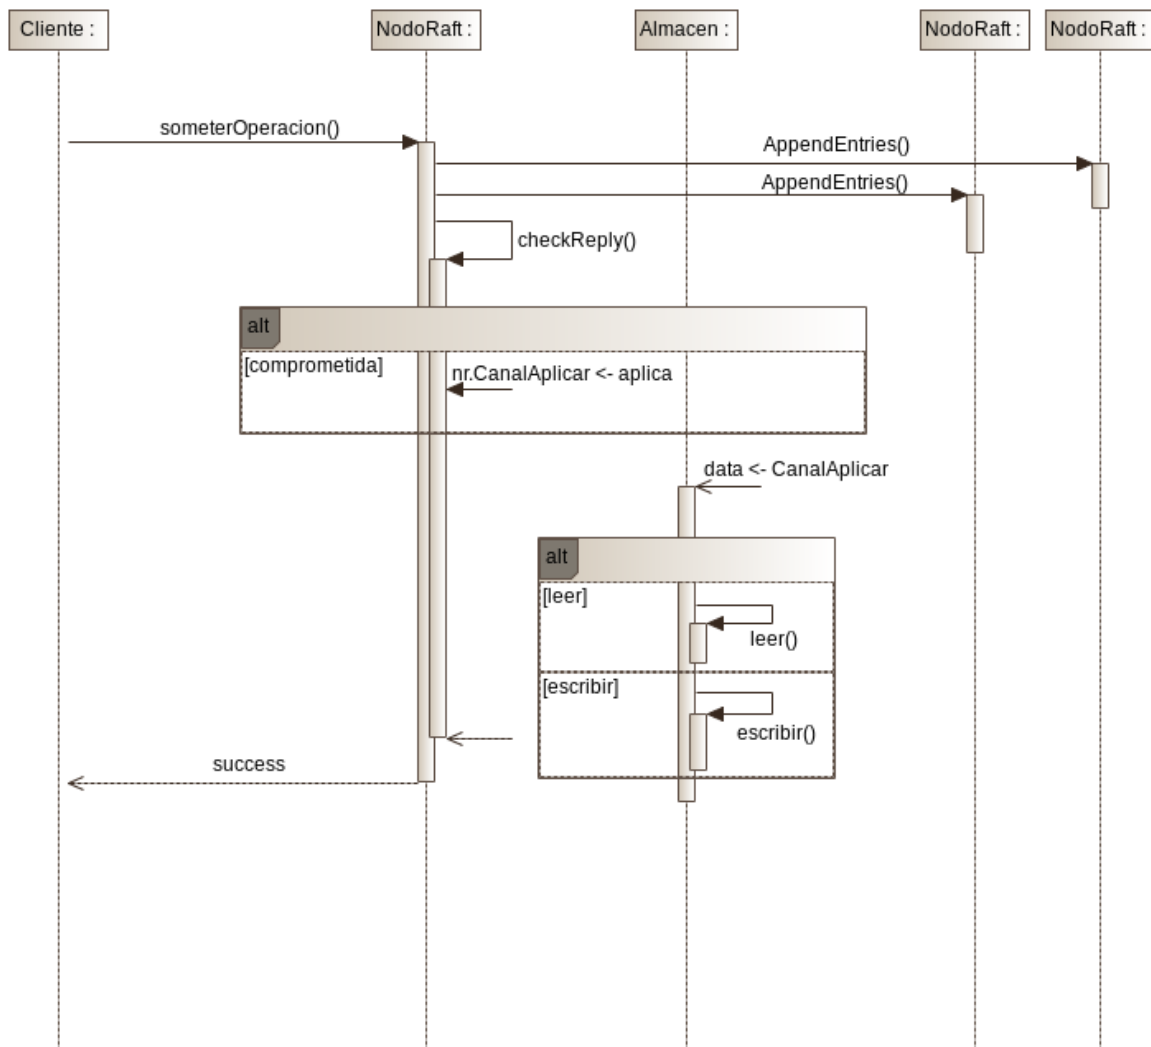 Cliente :
NodoRaft :
Almacen :
NodoRaft :
NodoRaft :
someterOperacion()
AppendEntries()
AppendEntries()
checkReply()
alt
[comprometida]
nr.CanalAplicar <- aplica
data <- CanalAplicar
alt
[leer]
leer()
[escribir]
escribir()
success